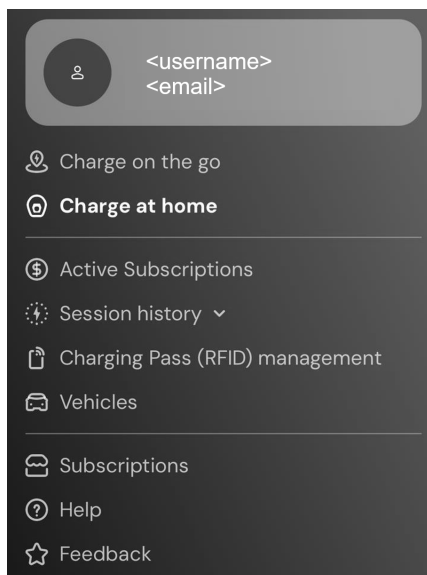 <username>
<email>
Charge on the go
Charge at home
Active Subscriptions
Session history
Charging Pass (RFID) management
Vehicles
Subscriptions
Help
Feedback